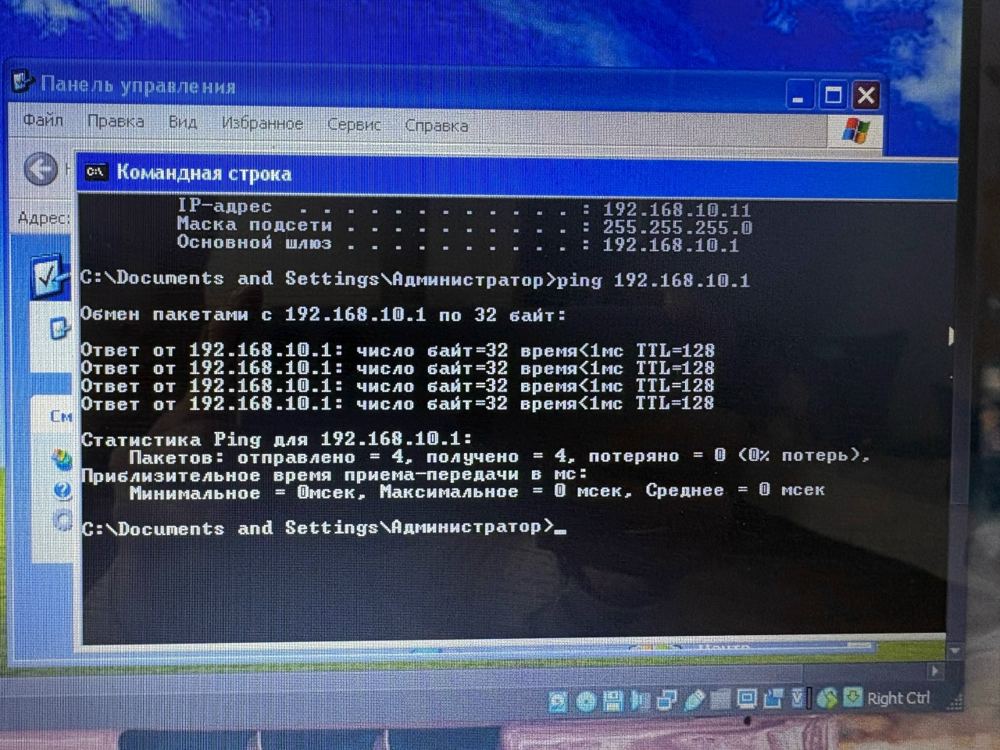 Панель управления
Файл Правка Вид Избранное Сервис Справка
C:\ Командная строка
Адрес:
IP-адрес . . . . . . . . . . . . : 192.168.10.11
Маска подсети . . . . . . . . . . : 255.255.255.0
Основной шлюз . . . . . . . . . . : 192.168.10.1
C:\Documents and Settings\Администратор>ping 192.168.10.1
Обмен пакетами с 192.168.10.1 по 32 байт:
Ответ от 192.168.10.1: число байт=32 время<1мс TTL=128
Ответ от 192.168.10.1: число байт=32 время<1мс TTL=128
Ответ от 192.168.10.1: число байт=32 время<1мс TTL=128
Ответ от 192.168.10.1: число байт=32 время<1мс TTL=128
См
Статистика Ping для 192.168.10.1:
Пакетов: отправлено = 4, получено = 4, потеряно = 0 (0% потерь),
Приблизительное время приема-передачи в мс:
Минимальное = 0мсек, Максимальное = 0 мсек, Среднее = 0 мсек
C:\Documents and Settings\Администратор>_
Right Ctrl